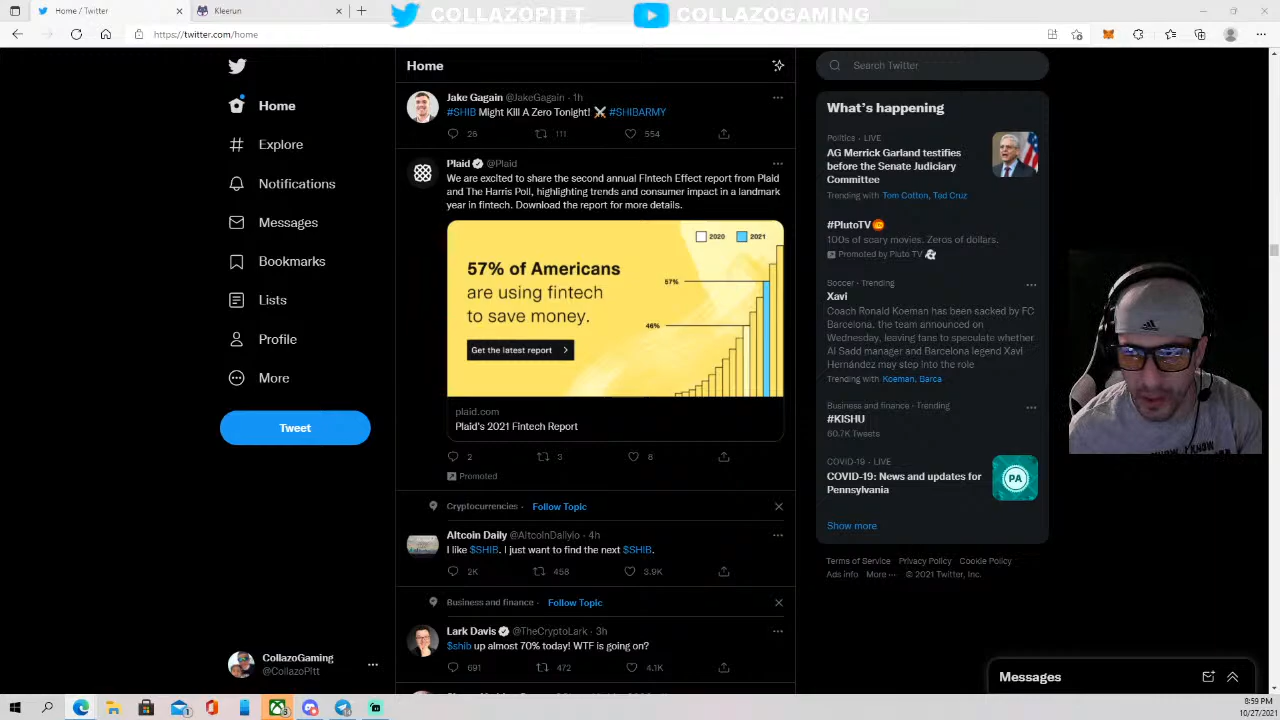 Home / Twitter
Kleerun
COLLAZOPITT
COLLAZOGAMING
https://twitter.com/home
Home
Explore
Notifications
Messages
Bookmarks
Lists
Profile
More
Tweet
CollazoGaming
@CollazoPitt
Home
Jake Gagain @JakeGagain · 1h
#SHIB Might Kill A Zero Tonight! ⚔️ #SHIBARMY
26 111 554
Plaid @Plaid
We are excited to share the second annual Fintech Effect report from Plaid
and The Harris Poll, highlighting trends and consumer impact in a landmark
year in fintech. Download the report for more details.
2020 2021
57% of Americans
are using fintech
to save money.
57%
46%
Get the latest report
plaid.com
Plaid's 2021 Fintech Report
2 3 8
Promoted
Cryptocurrencies · Follow Topic
Altcoin Daily @AltcoinDailyio · 4h
I like $SHIB. I just want to find the next $SHIB.
2K 458 3.9K
Business and finance · Follow Topic
Lark Davis @TheCryptoLark · 3h
$shib up almost 70% today! WTF is going on?
691 472 4.1K
Search Twitter
What's happening
Politics · LIVE
AG Merrick Garland testifies
before the Senate Judiciary
Committee
Trending with Tom Cotton, Ted Cruz
#PlutoTV
100s of scary movies. Zeros of dollars.
Promoted by Pluto TV
Soccer · Trending
Xavi
Coach Ronald Koeman has been sacked by FC
Barcelona, the team announced on
Wednesday, leaving fans to speculate whether
Al Sadd manager and Barcelona legend Xavi
Hernández may step into the role
Trending with Koeman, Barca
Business and finance · Trending
#KISHU
60.7K Tweets
COVID-19 · LIVE
COVID-19: News and updates for
Pennsylvania
PA
Show more
Terms of Service Privacy Policy Cookie Policy
Ads info More ··· © 2021 Twitter, Inc.
Messages
8:59 PM
10/27/2021